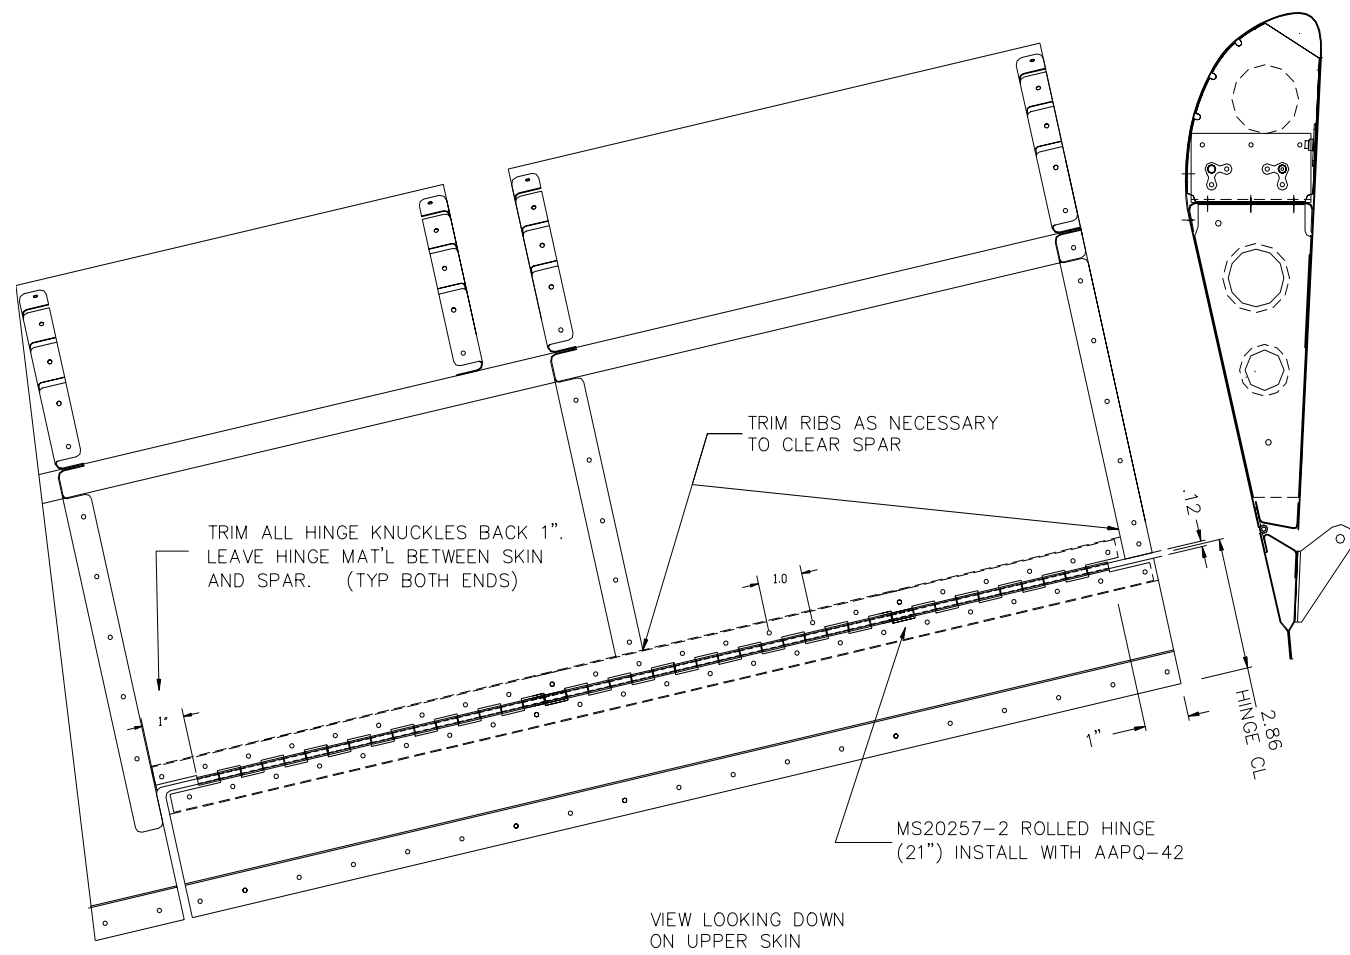 TRIM RIBS AS NECESSARY
TO CLEAR SPAR
TRIM ALL HINGE KNUCKLES BACK 1".
LEAVE HINGE MAT'L BETWEEN SKIN
AND SPAR. (TYP BOTH ENDS)
.12
1.0
1"
1"
2.86
HINGE CL
MS20257-2 ROLLED HINGE
(21") INSTALL WITH AAPQ-42
VIEW LOOKING DOWN
ON UPPER SKIN